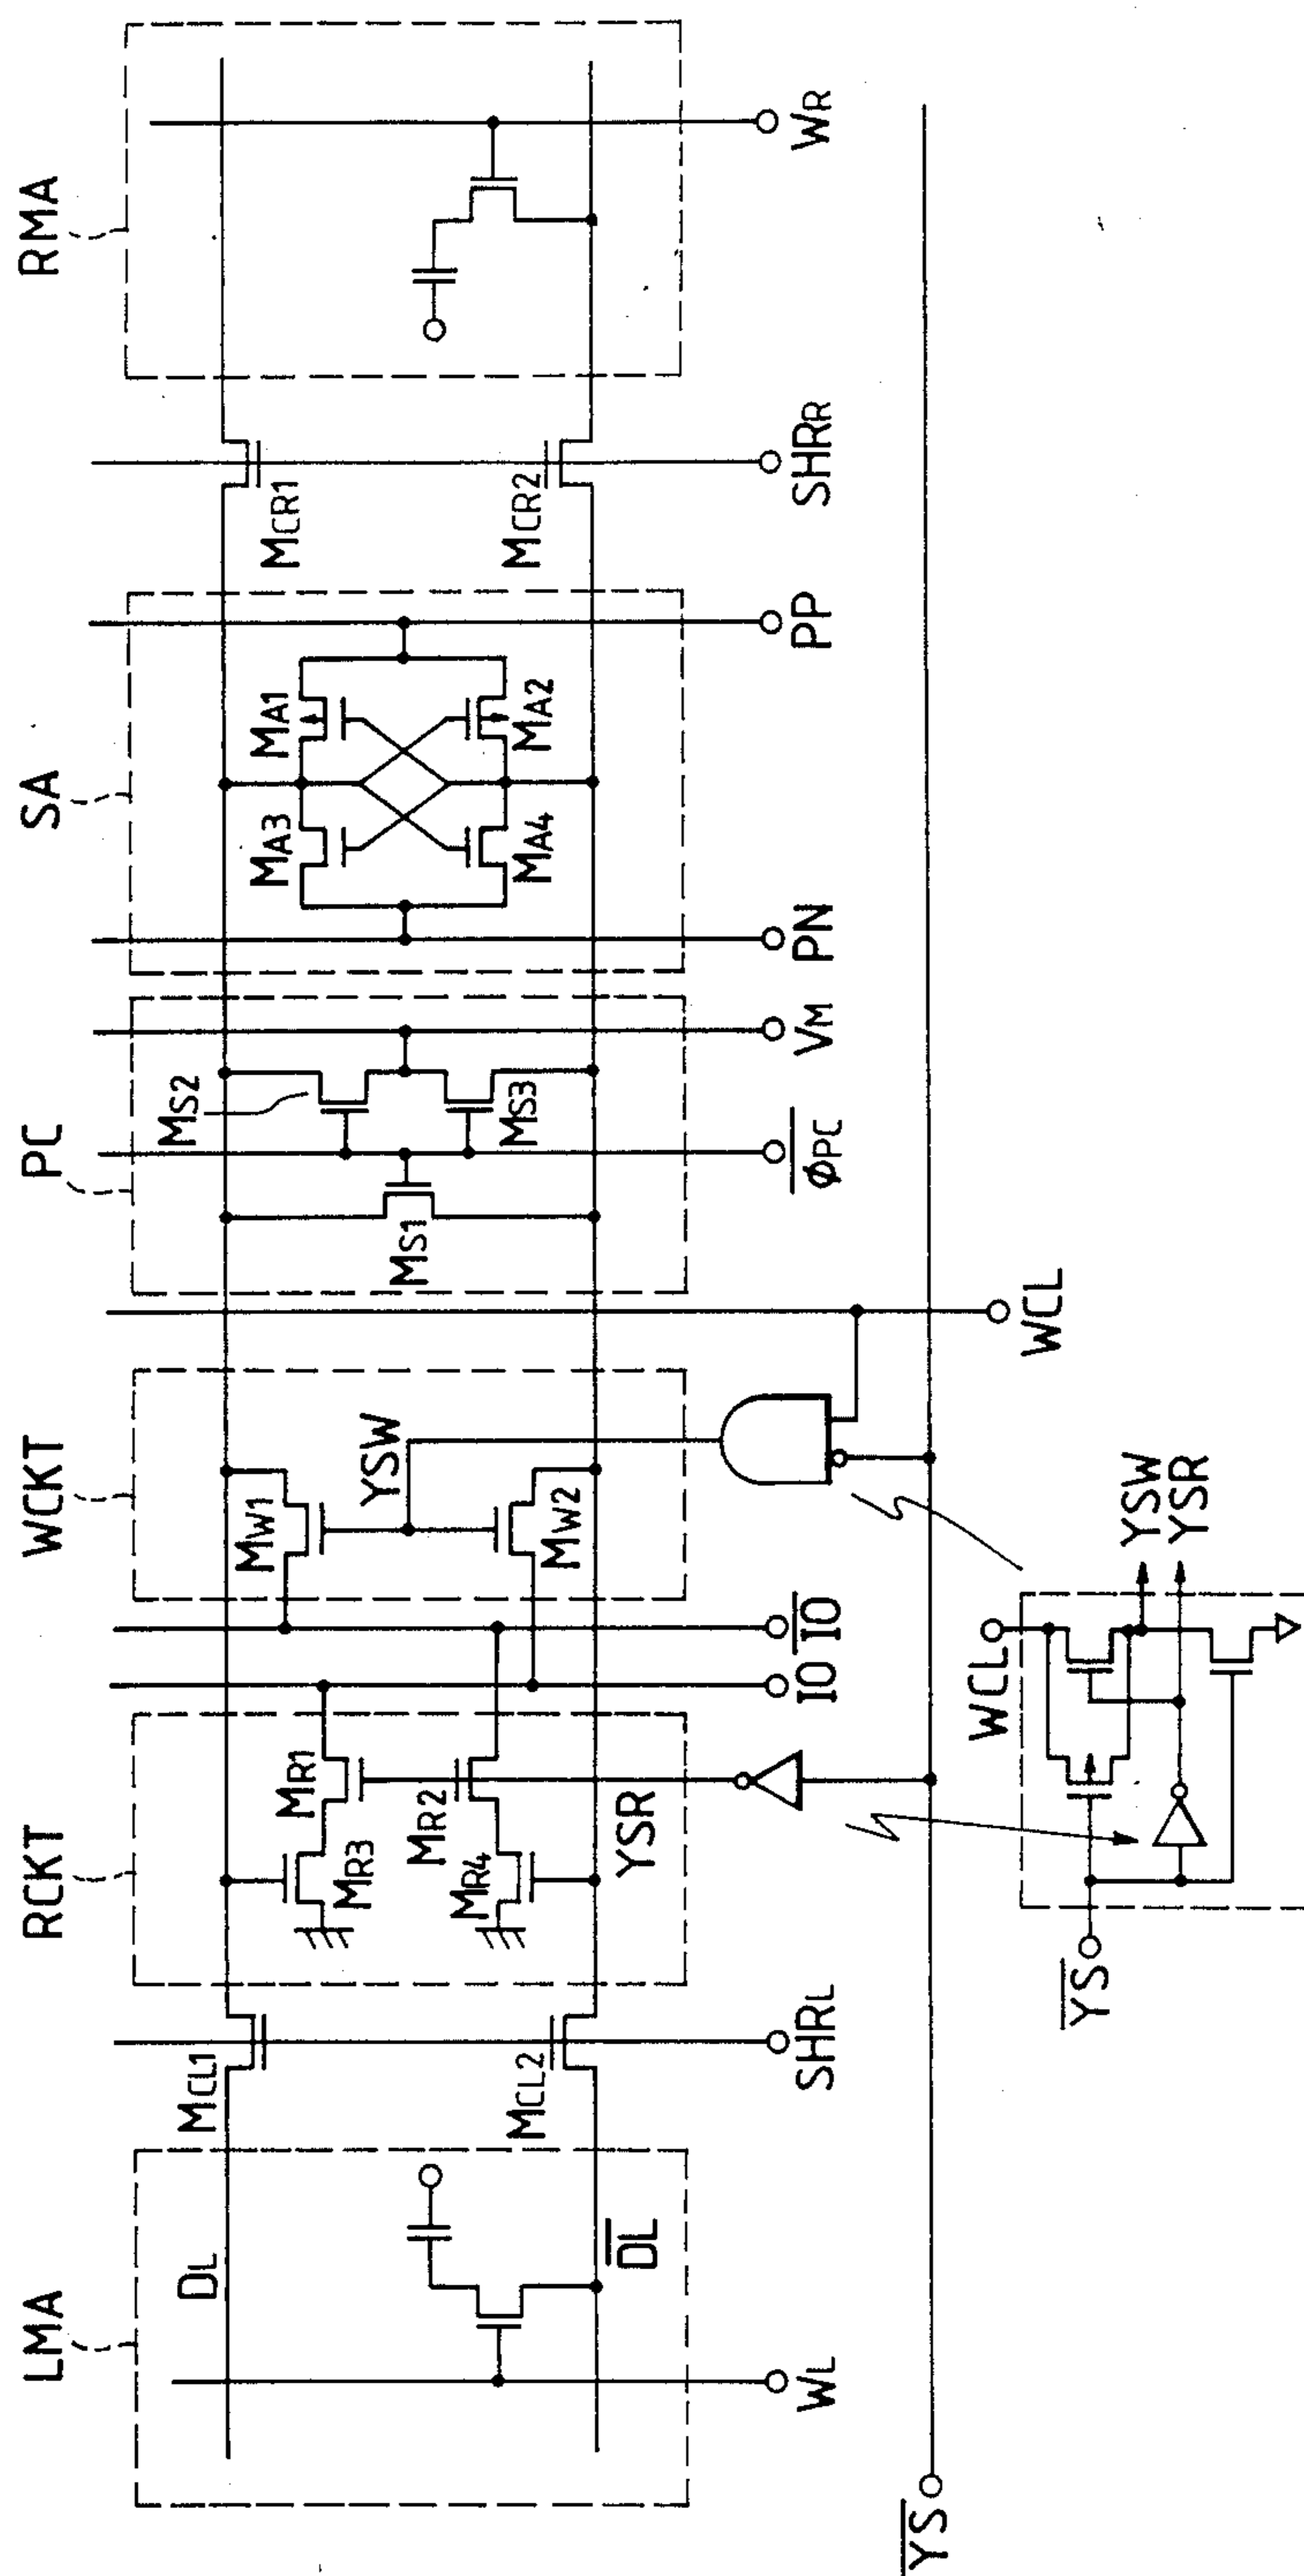 LMA RCKT WCKT PC SA RMA
DL MCL1 MR3 MR1 MW1 YSW MS1 MS2 MA3 MA1 MCR1
DL MCL2 MR4 MR2 YSR MW2 MS3 MA4 MA2 MCR2
WL SHRL IO IO WCL φPC VM PN PP SHRR WR
YS
WCL
YS YSW
YSR